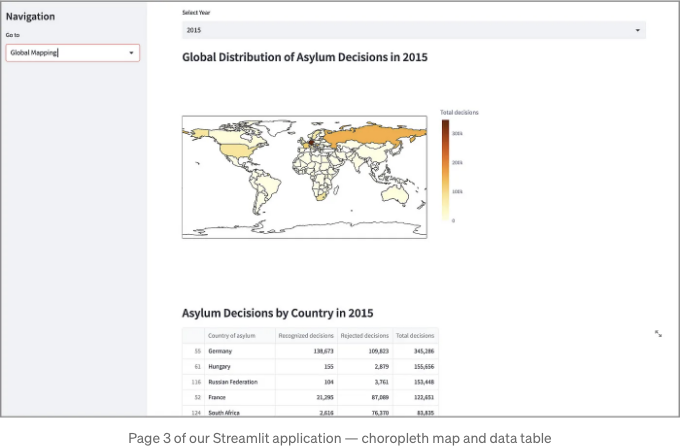 Navigation
Go to
Global Mapping
Select Year
2015
Global Distribution of Asylum Decisions in 2015
Total decisions
300k
200k
100k
0
Asylum Decisions by Country in 2015
Country of asylum Recognized decisions Rejected decisions Total decisions
55 Germany 138,673 109,823 345,286
61 Hungary 155 2,879 155,656
116 Russian Federation 104 3,761 153,448
52 France 21,295 87,089 122,651
124 South Africa 2,616 76,370 83,835
Page 3 of our Streamlit application — choropleth map and data table